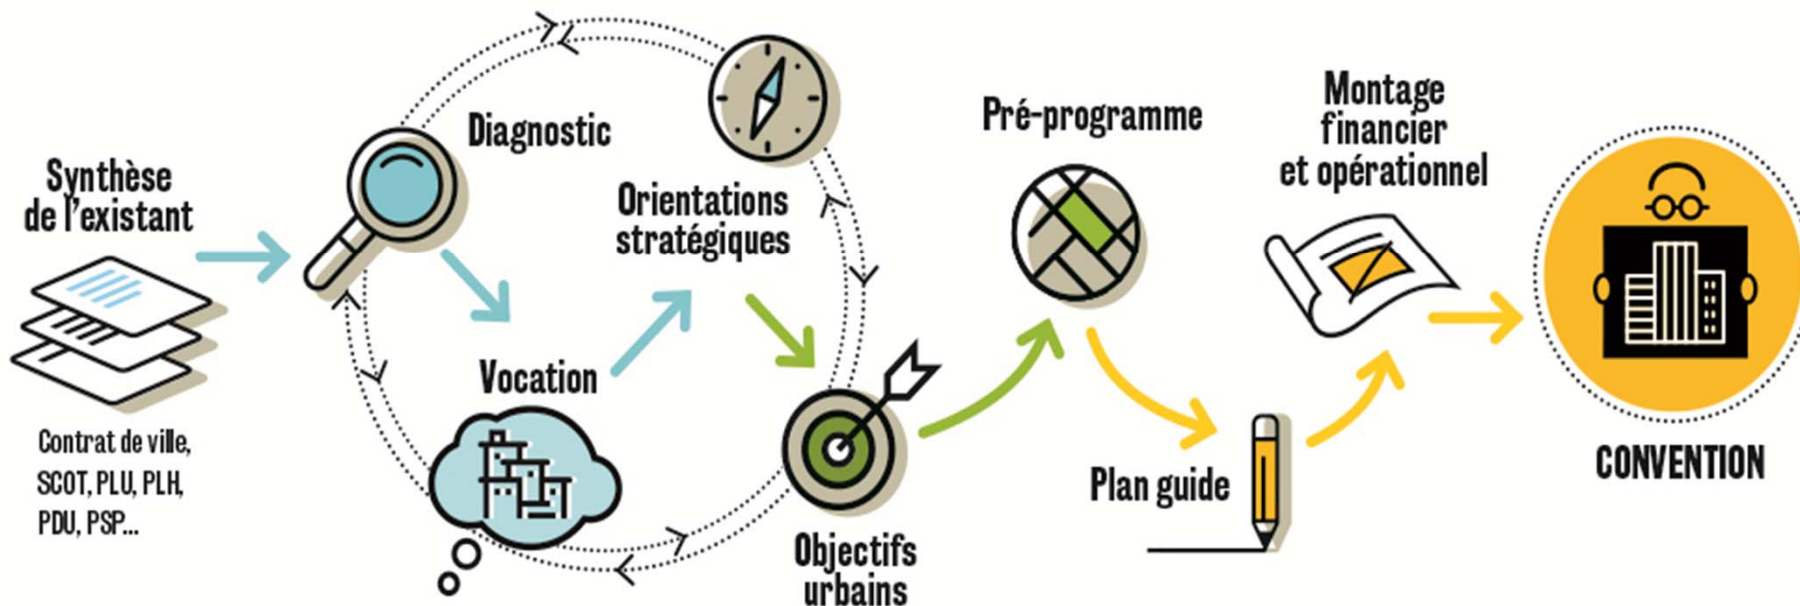 Synthèse
de l'existant
Contrat de ville,
SCOT, PLU, PLH,
PDU, PSP...
Diagnostic
Vocation
Orientations
stratégiques
Objectifs
urbains
Pré-programme
Plan guide
Montage
financier
et opérationnel
CONVENTION